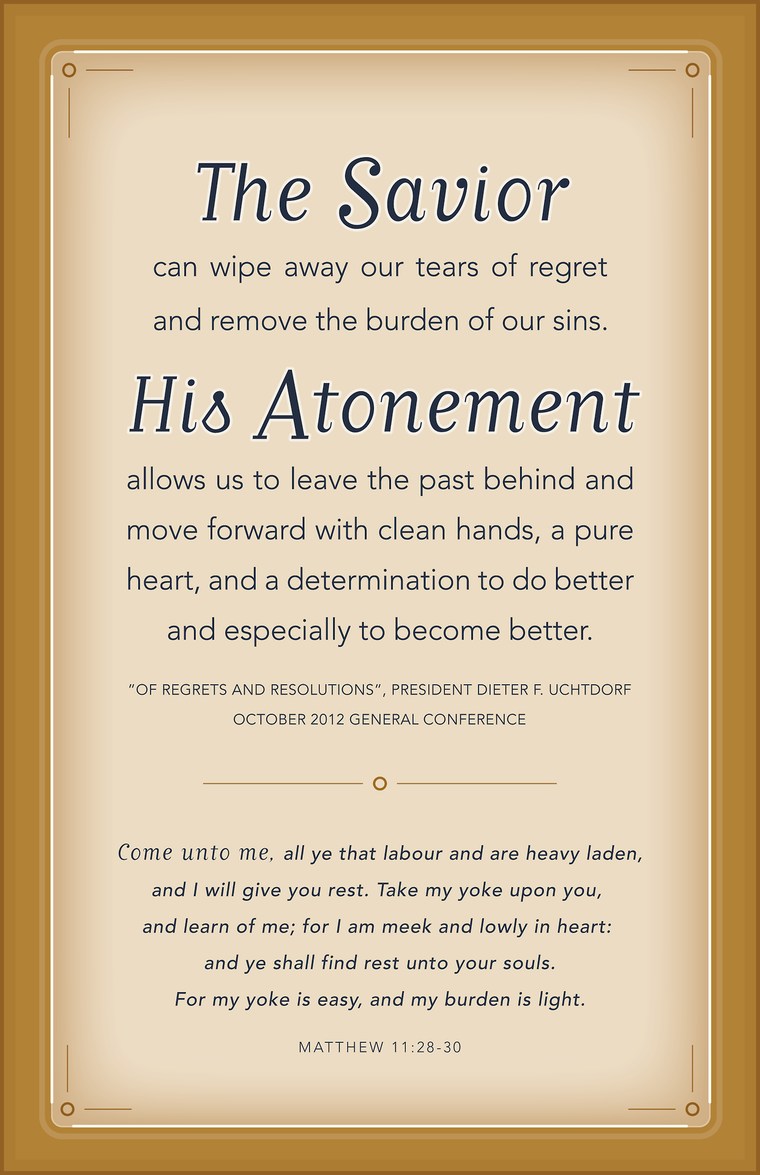 The Savior
can wipe away our tears of regret
and remove the burden of our sins.
His Atonement
allows us to leave the past behind and
move forward with clean hands, a pure
heart, and a determination to do better
and especially to become better.
"OF REGRETS AND RESOLUTIONS", PRESIDENT DIETER F. UCHTDORF
OCTOBER 2012 GENERAL CONFERENCE
Come unto me, all ye that labour and are heavy laden,
and I will give you rest. Take my yoke upon you,
and learn of me; for I am meek and lowly in heart:
and ye shall find rest unto your souls.
For my yoke is easy, and my burden is light.
MATTHEW 11:28-30